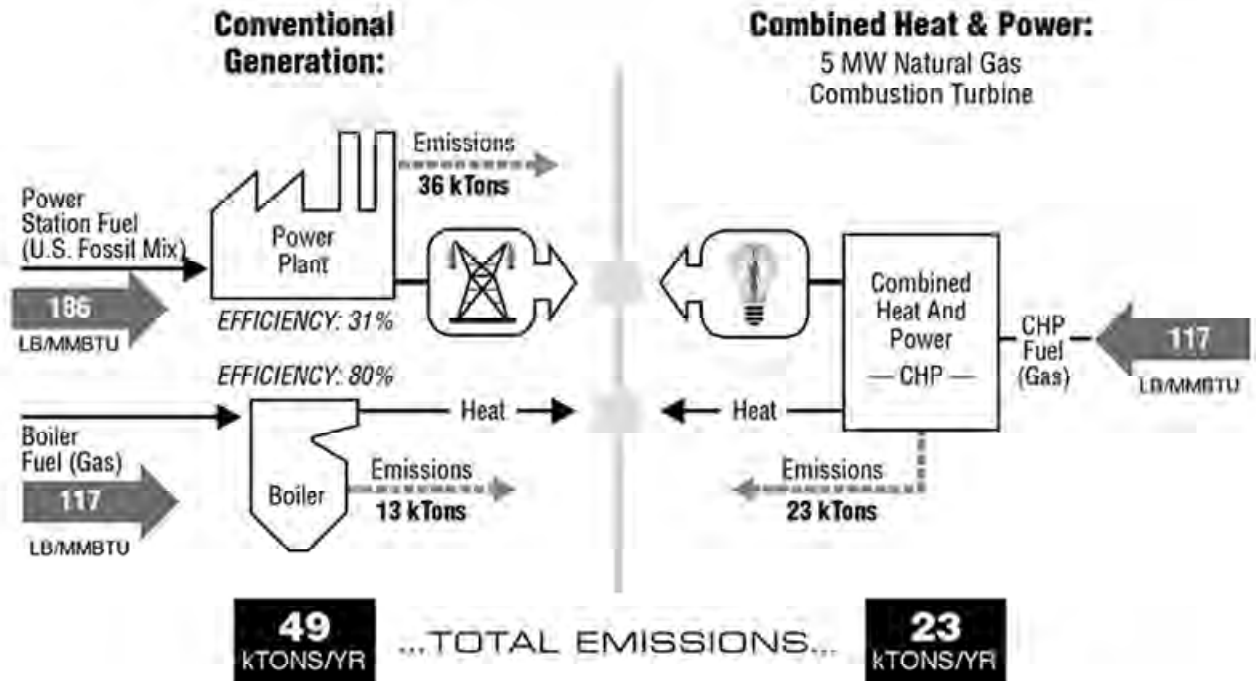 Conventional
Generation:
Combined Heat & Power:
5 MW Natural Gas
Combustion Turbine
Emissions
36 kTons
Power
Station Fuel
(U.S. Fossil Mix)
186
LB/MMBTU
Power
Plant
EFFICIENCY: 31%
Combined
Heat And
Power
— CHP —
CHP
Fuel
(Gas)
117
LB/MMBTU
EFFICIENCY: 80%
Heat
Heat
Boiler
Fuel (Gas)
117
LB/MMBTU
Boiler
Emissions
13 kTons
Emissions
23 kTons
49
kTONS/YR
...TOTAL EMISSIONS...
23
kTONS/YR